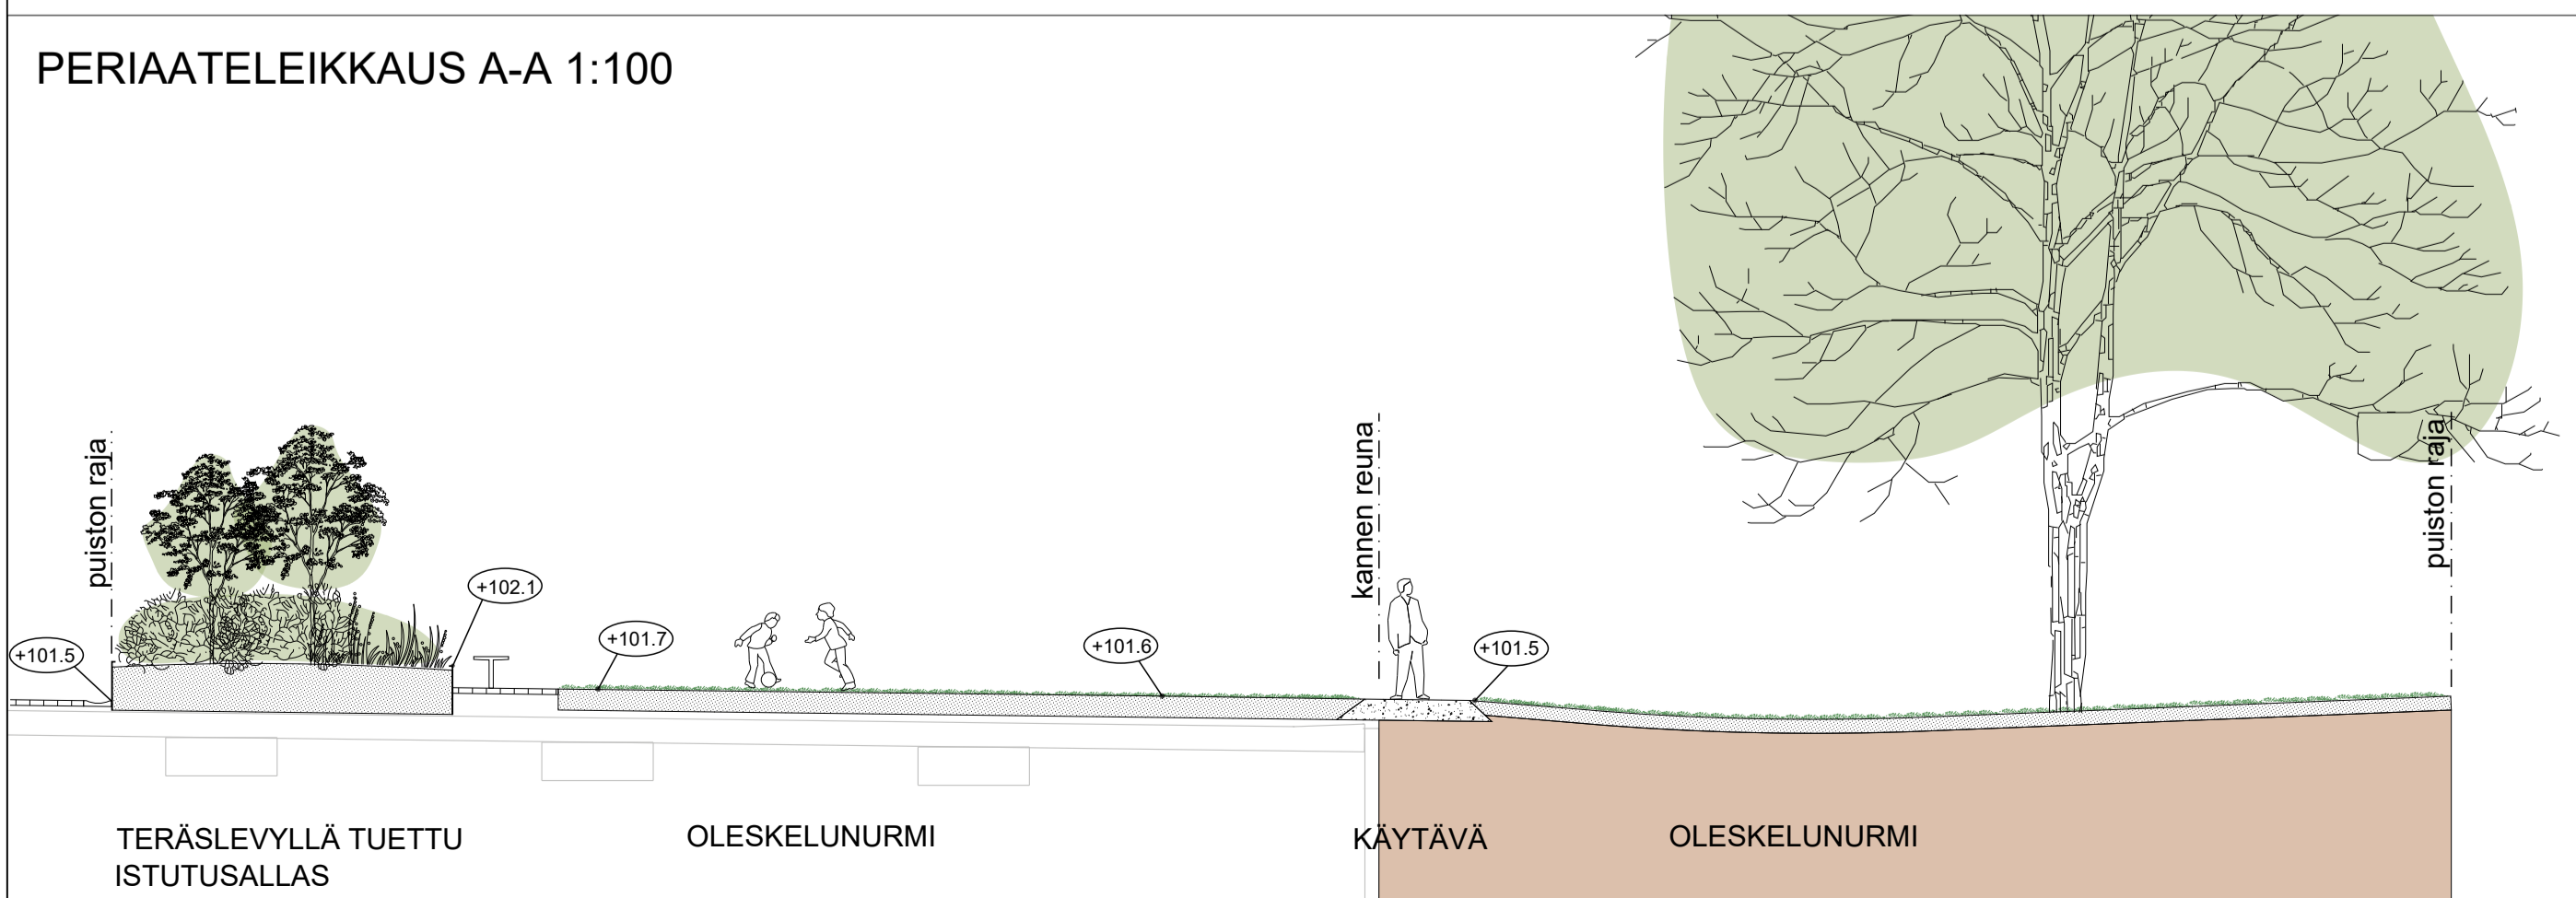 PERIAATELEIKKAUS A-A 1:100
puiston raja
kannen reuna
puiston raja
+101.5
+102.1
+101.7
+101.6
+101.5
TERÄSLEVYLLÄ TUETTU
ISTUTUSALLAS
OLESKELUNURMI
KÄYTÄVÄ
OLESKELUNURMI